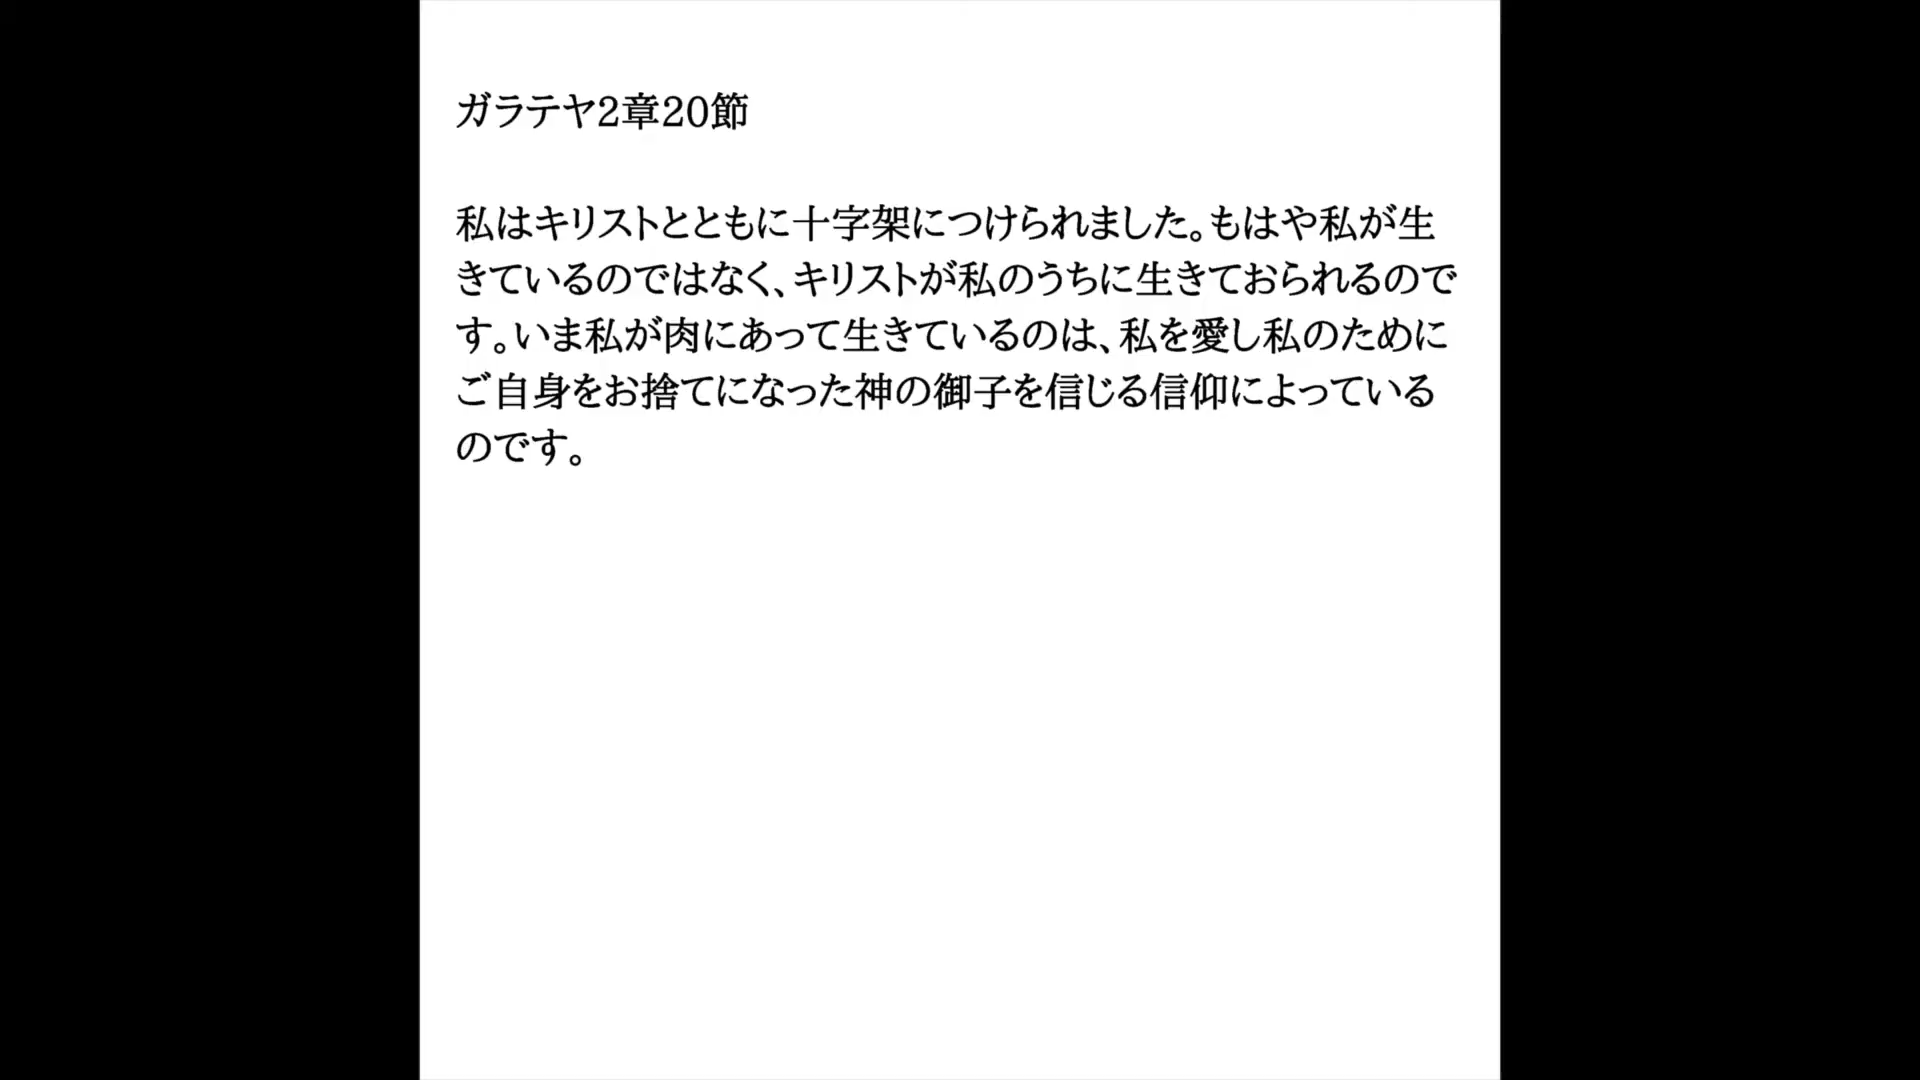 ガラテヤ2章20節
私はキリストとともに十字架につけられました。もはや私が生
きているのではなく、キリストが私のうちに生きておられるので
す。いま私が肉にあって生きているのは、私を愛し私のために
ご自身をお捨てになった神の御子を信じる信仰によっている
のです。